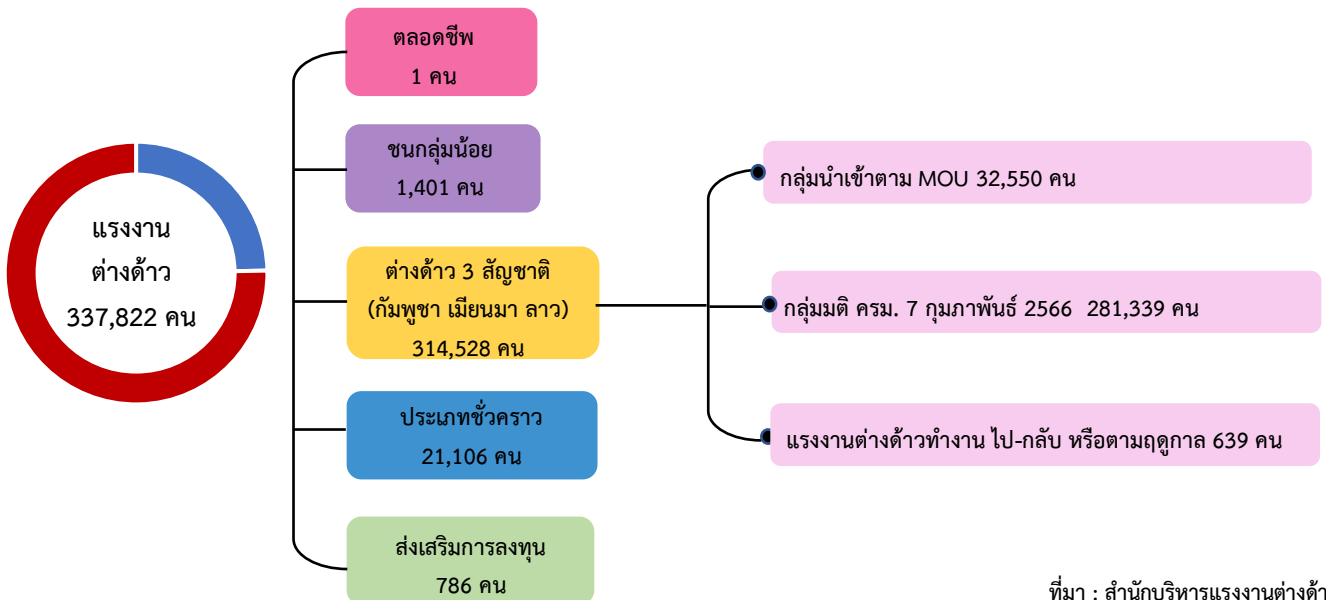 แรงงาน
ต่างด้าว
337,822 คน
ตลอดชีพ
1 คน
ชนกลุ่มน้อย
1,401 คน
ต่างด้าว 3 สัญชาติ
(กัมพูชา เมียนมา ลาว)
314,528 คน
ประเภทชั่วคราว
21,106 คน
ส่งเสริมการลงทุน
786 คน
กลุ่มนำเข้าตาม MOU 32,550 คน
กลุ่มมติ ครม. 7 กุมภาพันธ์ 2566 281,339 คน
แรงงานต่างด้าวทำงาน ไป-กลับ หรือตามฤดูกาล 639 คน
ที่มา : สำนักบริหารแรงงานต่างด้า